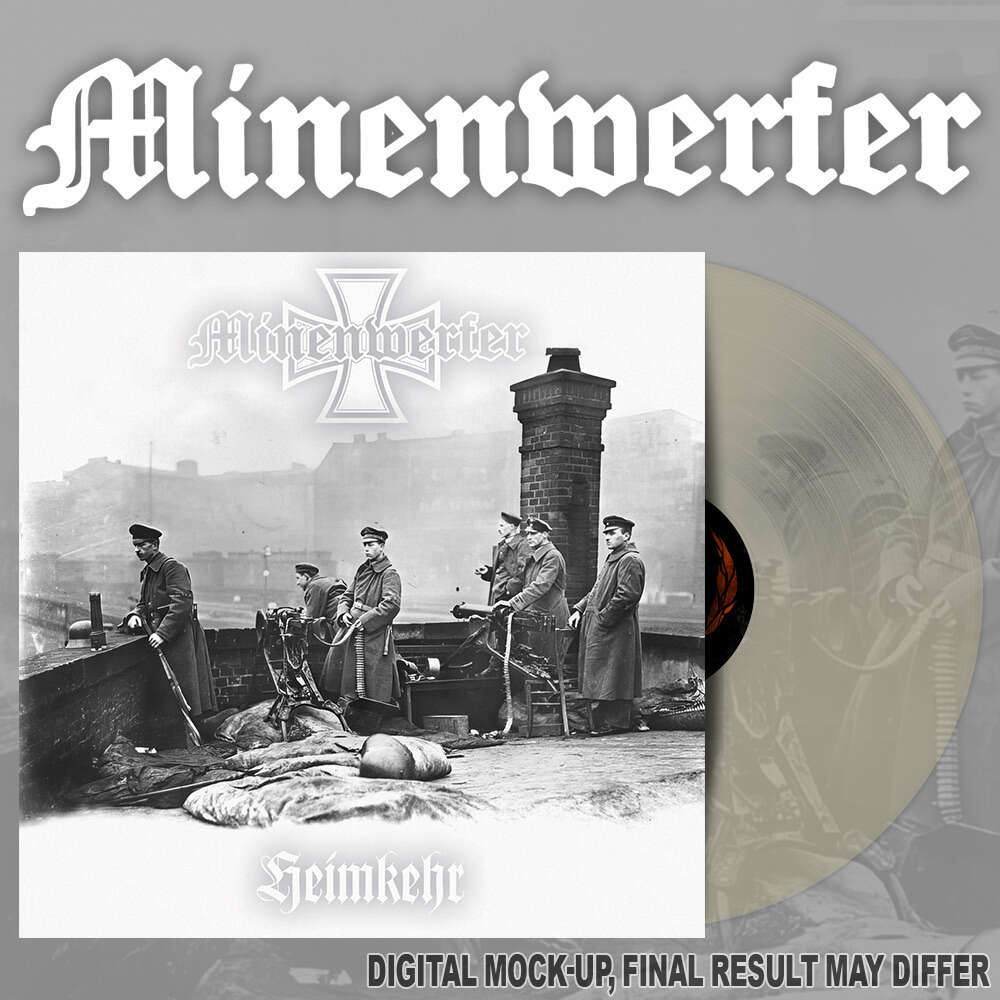 Minenwerfer
Minenwerfer
Heimkehr
DIGITAL MOCK-UP, FINAL RESULT MAY DIFFER